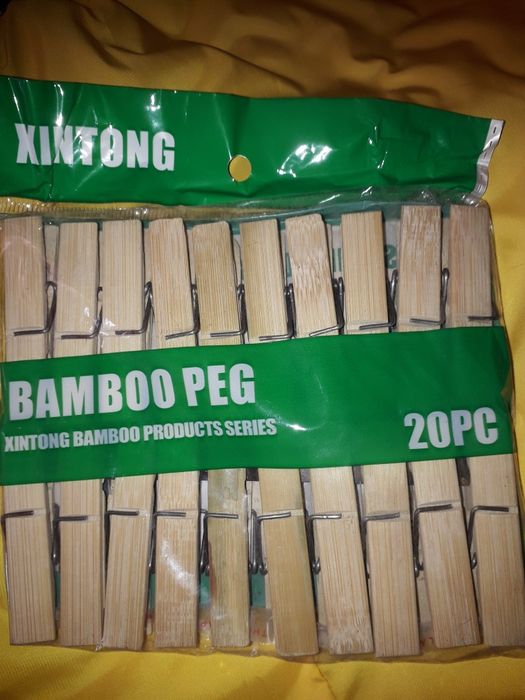 XINTONG
BAMBOO PEG
XINTONG BAMBOO PRODUCTS SERIES
20PC